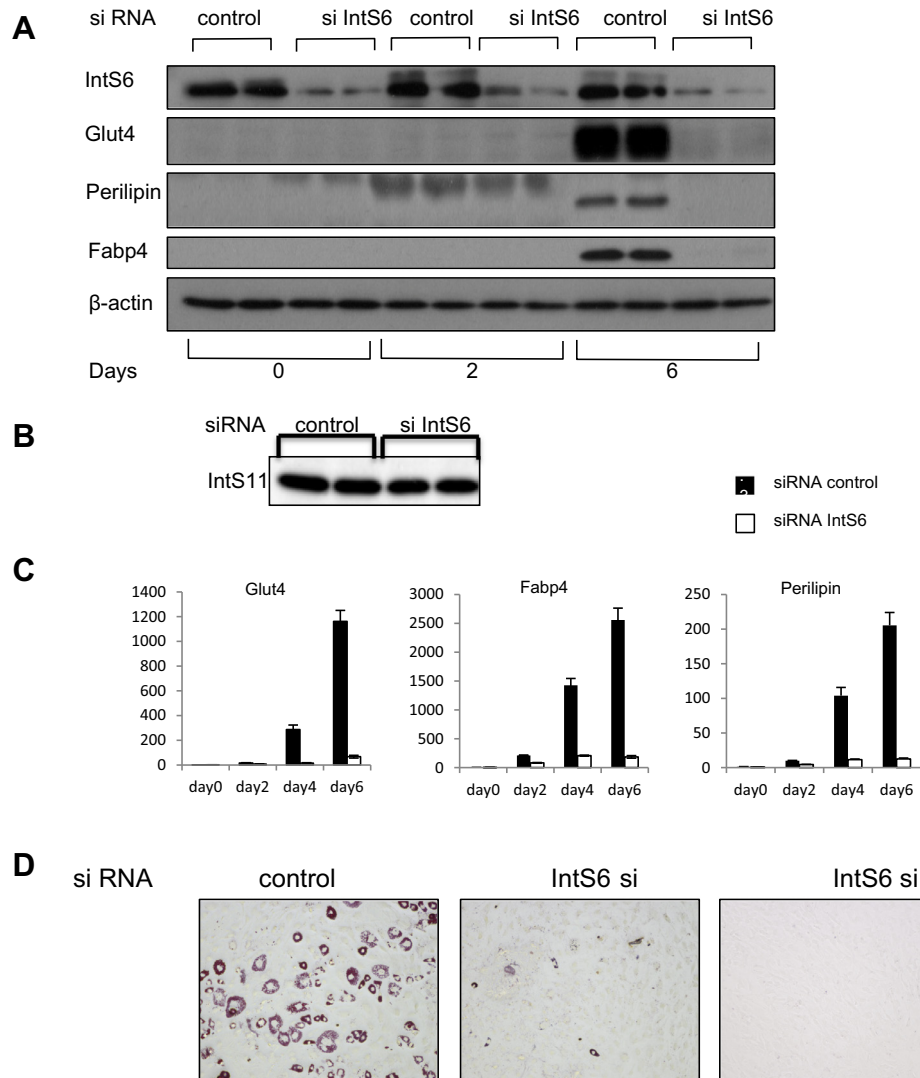 A
si RNA control si IntS6 control si IntS6 control si IntS6
IntS6
Glut4
Perilipin
Fabp4
β-actin
Days 0 2 6
B
siRNA control si IntS6
IntS11
siRNA control
siRNA IntS6
C
Glut4
1400
1200
1000
800
600
400
200
0
day0 day2 day4 day6
Fabp4
3000
2500
2000
1500
1000
500
0
day0 day2 day4 day6
Perilipin
250
200
150
100
50
0
day0 day2 day4 day6
D
si RNA control IntS6 si IntS6 si